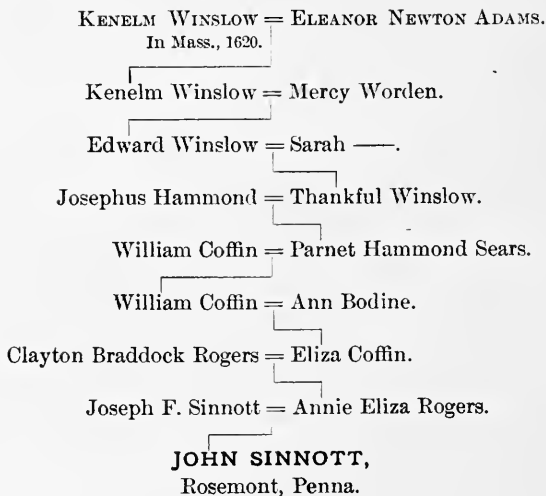 KENELM WINSLOW = ELEANOR NEWTON ADAMS.
In Mass., 1620.
Kenelm Winslow = Mercy Worden.
Edward Winslow = Sarah ——.
Josephus Hammond = Thankful Winslow.
William Coffin = Parnet Hammond Sears.
William Coffin = Ann Bodine.
Clayton Braddock Rogers = Eliza Coffin.
Joseph F. Sinnott = Annie Eliza Rogers.
JOHN SINNOTT,
Rosemont, Penna.